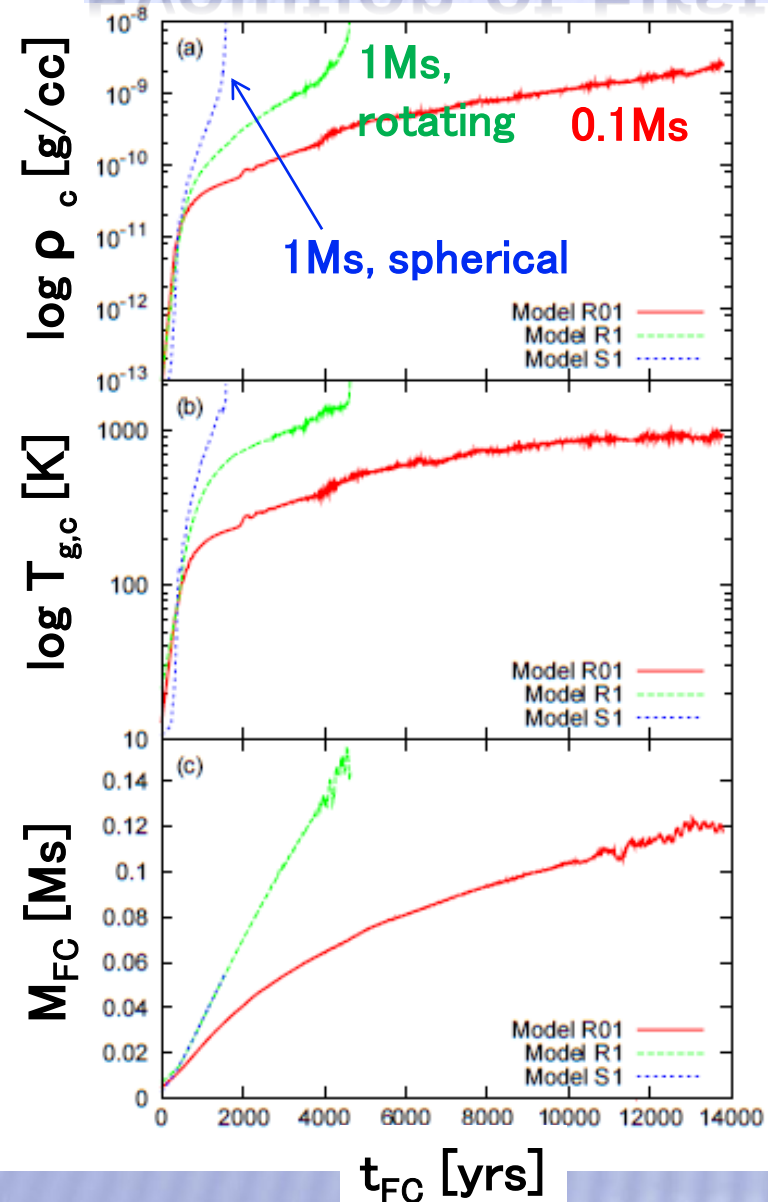 10⁻⁸
(a)
1Ms,
rotating
0.1Ms
1Ms, spherical
10⁻⁹
10⁻¹⁰
10⁻¹¹
10⁻¹²
10⁻¹³
log ρ c [g/cc]
Model R01
Model R1
Model S1
(b)
1000
100
10
log T g,c [K]
Model R01
Model R1
Model S1
(c)
0.14
0.12
0.1
0.08
0.06
0.04
0.02
0
M FC [Ms]
Model R01
Model R1
Model S1
0 2000 4000 6000 8000 10000 12000 14000
t FC [yrs]